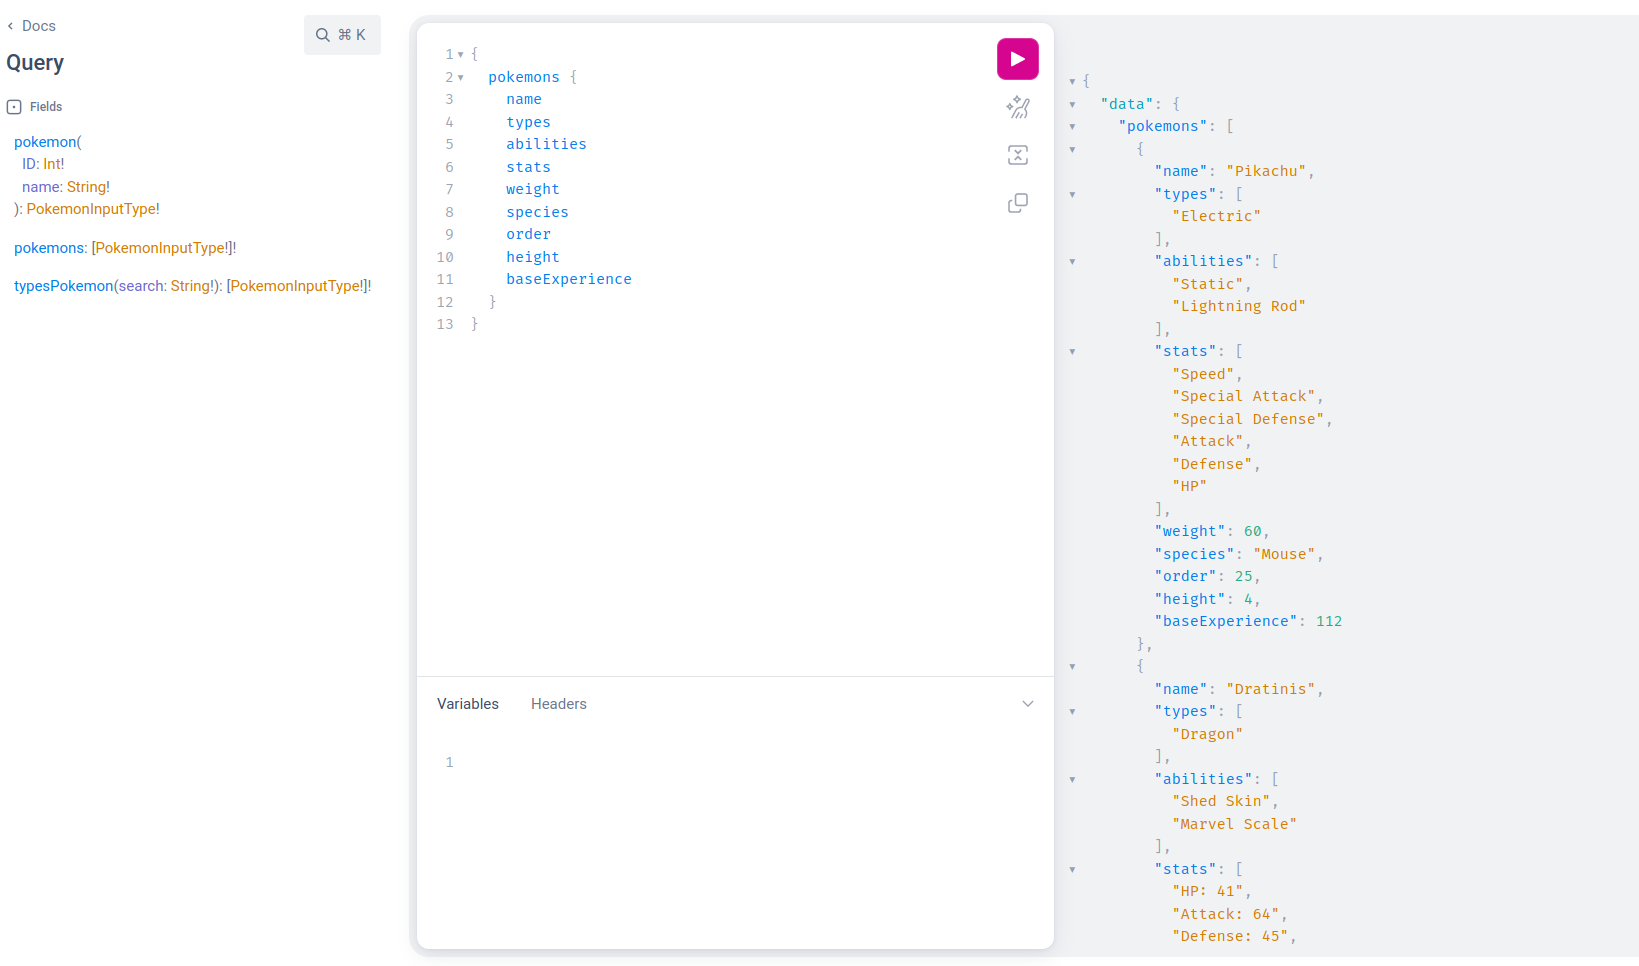 Docs
⌘ K
Query
Fields
pokemon(
ID: Int!
name: String!
): PokemonInputType!
pokemons: [PokemonInputType!]!
typesPokemon(search: String!): [PokemonInputType!]!
1 {
2 pokemons {
3 name
4 types
5 abilities
6 stats
7 weight
8 species
9 order
10 height
11 baseExperience
12 }
13 }
Variables Headers
1
{
"data": {
"pokemons": [
{
"name": "Pikachu",
"types": [
"Electric"
],
"abilities": [
"Static",
"Lightning Rod"
],
"stats": [
"Speed",
"Special Attack",
"Special Defense",
"Attack",
"Defense",
"HP"
],
"weight": 60,
"species": "Mouse",
"order": 25,
"height": 4,
"baseExperience": 112
},
{
"name": "Dratinis",
"types": [
"Dragon"
],
"abilities": [
"Shed Skin",
"Marvel Scale"
],
"stats": [
"HP: 41",
"Attack: 64",
"Defense: 45",